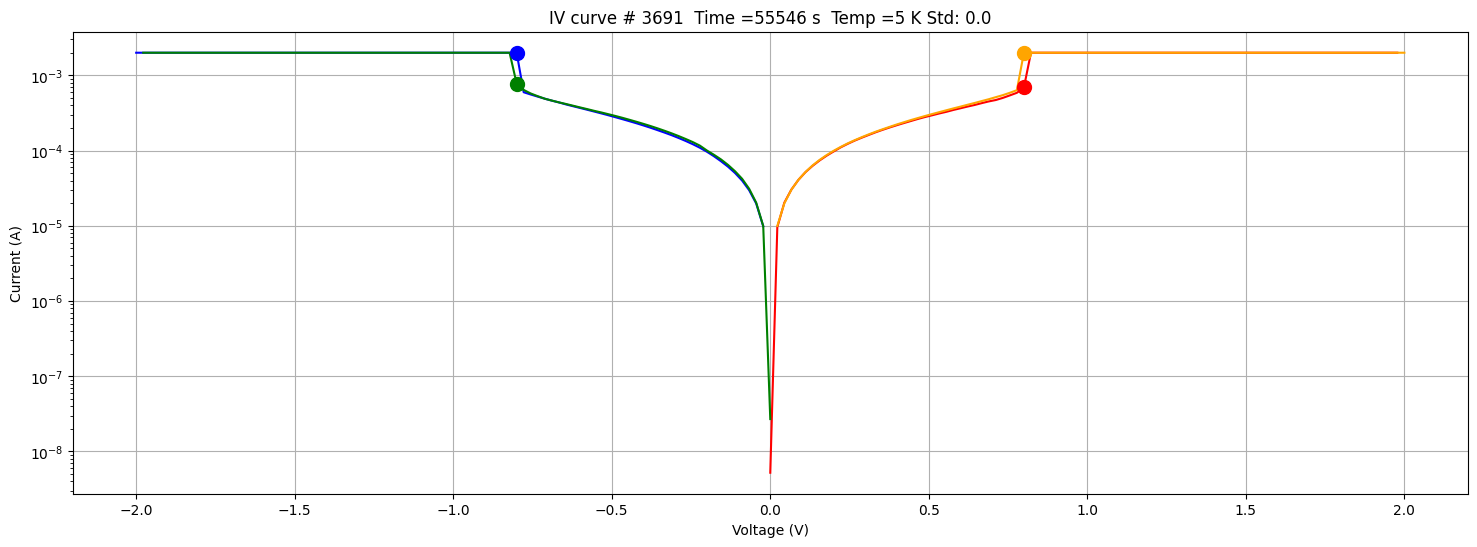 IV curve # 3691  Time =55546 s  Temp =5 K Std: 0.0
Current (A)
10⁻³
10⁻⁴
10⁻⁵
10⁻⁶
10⁻⁷
10⁻⁸
−2.0 −1.5 −1.0 −0.5 0.0 0.5 1.0 1.5 2.0
Voltage (V)